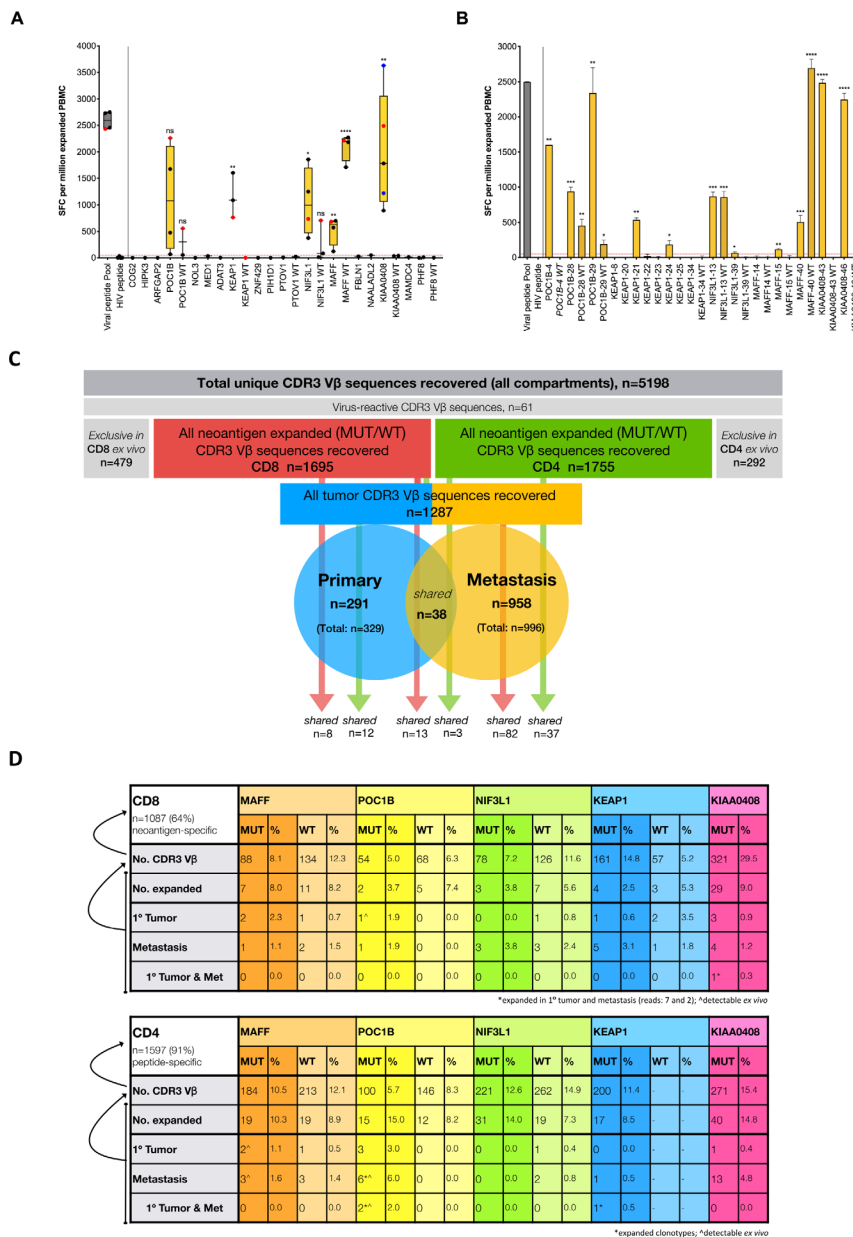 A
SFC per million expanded PBMC
4000
3500
3000
2500
2000
1500
1000
500
0
ns
ns
**
*
ns
**
****
**
Viral peptide Pool
HIV peptide
COG2
HIPK3
ARFGAP2
POC1B
POC1B WT
NOL3
MED1
ADAT3
KEAP1
KEAP1 WT
ZNF429
PIH1D1
PTOV1
PTOV1 WT
NIF3L1
NIF3L1 WT
MAFF
MAFF WT
FBLN1
NAALADL2
KIAA0408
KIAA0408 WT
MAMDC4
PHF8
PHF8 WT
B
SFC per million expanded PBMC
3000
2500
2000
1500
1000
500
0
**
***
**
**
*
**
*
***
***
*
**
***
****
****
****
Viral peptide Pool
HIV peptide
POC1B-4
POC1B-4 WT
POC1B-28
POC1B-28 WT
POC1B-29
POC1B-29 WT
KEAP1-8
KEAP1-20
KEAP1-21
KEAP1-22
KEAP1-23
KEAP1-24
KEAP1-25
KEAP1-34
KEAP1-34 WT
NIF3L1-13
NIF3L1-13 WT
NIF3L1-39
NIF3L1-39 WT
MAFF-14
MAFF14 WT
MAFF-15
MAFF-15 WT
MAFF-40
MAFF-40 WT
KIAA0408-43
KIAA0408-43 WT
KIAA0408-46
C
Total unique CDR3 Vβ sequences recovered (all compartments), n=5198
Virus-reactive CDR3 Vβ sequences, n=61
Exclusive in
CD8 ex vivo
n=479
All neoantigen expanded (MUT/WT)
CDR3 Vβ sequences recovered
CD8 n=1695
All neoantigen expanded (MUT/WT)
CDR3 Vβ sequences recovered
CD4 n=1755
Exclusive in
CD4 ex vivo
n=292
All tumor CDR3 Vβ sequences recovered
n=1287
Primary
n=291
(Total: n=329)
shared
n=38
Metastasis
n=958
(Total: n=996)
shared
n=8
shared
n=12
shared
n=13
shared
n=3
shared
n=82
shared
n=37
D
CD8
n=1087 (64%)
neoantigen-specific
MAFF POC1B NIF3L1 KEAP1 KIAA0408
MUT % WT % MUT % WT % MUT % WT % MUT % WT % MUT %
No. CDR3 Vβ 88 8.1 134 12.3 54 5.0 68 6.3 78 7.2 126 11.6 161 14.8 57 5.2 321 29.5
No. expanded 7 8.0 11 8.2 2 3.7 5 7.4 3 3.8 7 5.6 4 2.5 3 5.3 29 9.0
1º Tumor 2 2.3 1 0.7 1^ 1.9 0 0.0 0 0.0 1 0.8 1 0.6 2 3.5 3 0.9
Metastasis 1 1.1 2 1.5 1 1.9 0 0.0 3 3.8 3 2.4 5 3.1 1 1.8 4 1.2
1º Tumor & Met 0 0.0 0 0.0 0 0.0 0 0.0 0 0.0 0 0.0 0 0.0 0 0.0 1* 0.3
*expanded in 1º tumor and metastasis (reads: 7 and 2); ^detectable ex vivo
CD4
n=1597 (91%)
peptide-specific
MAFF POC1B NIF3L1 KEAP1 KIAA0408
MUT % WT % MUT % WT % MUT % WT % MUT % WT % MUT %
No. CDR3 Vβ 184 10.5 213 12.1 100 5.7 146 8.3 221 12.6 262 14.9 200 11.4 - - 271 15.4
No. expanded 19 10.3 19 8.9 15 15.0 12 8.2 31 14.0 19 7.3 17 8.5 - - 40 14.8
1º Tumor 2^ 1.1 1 0.5 3 3.0 0 0.0 0 0.0 1 0.4 0 0.0 - - 1 0.4
Metastasis 3^ 1.6 3 1.4 6*^ 6.0 0 0.0 0 0.0 2 0.8 1 0.5 - - 13 4.8
1º Tumor & Met 0 0.0 0 0.0 2*^ 2.0 0 0.0 0 0.0 0 0.0 1* 0.5 - - 0 0.0
*expanded clonotypes; ^detectable ex vivo